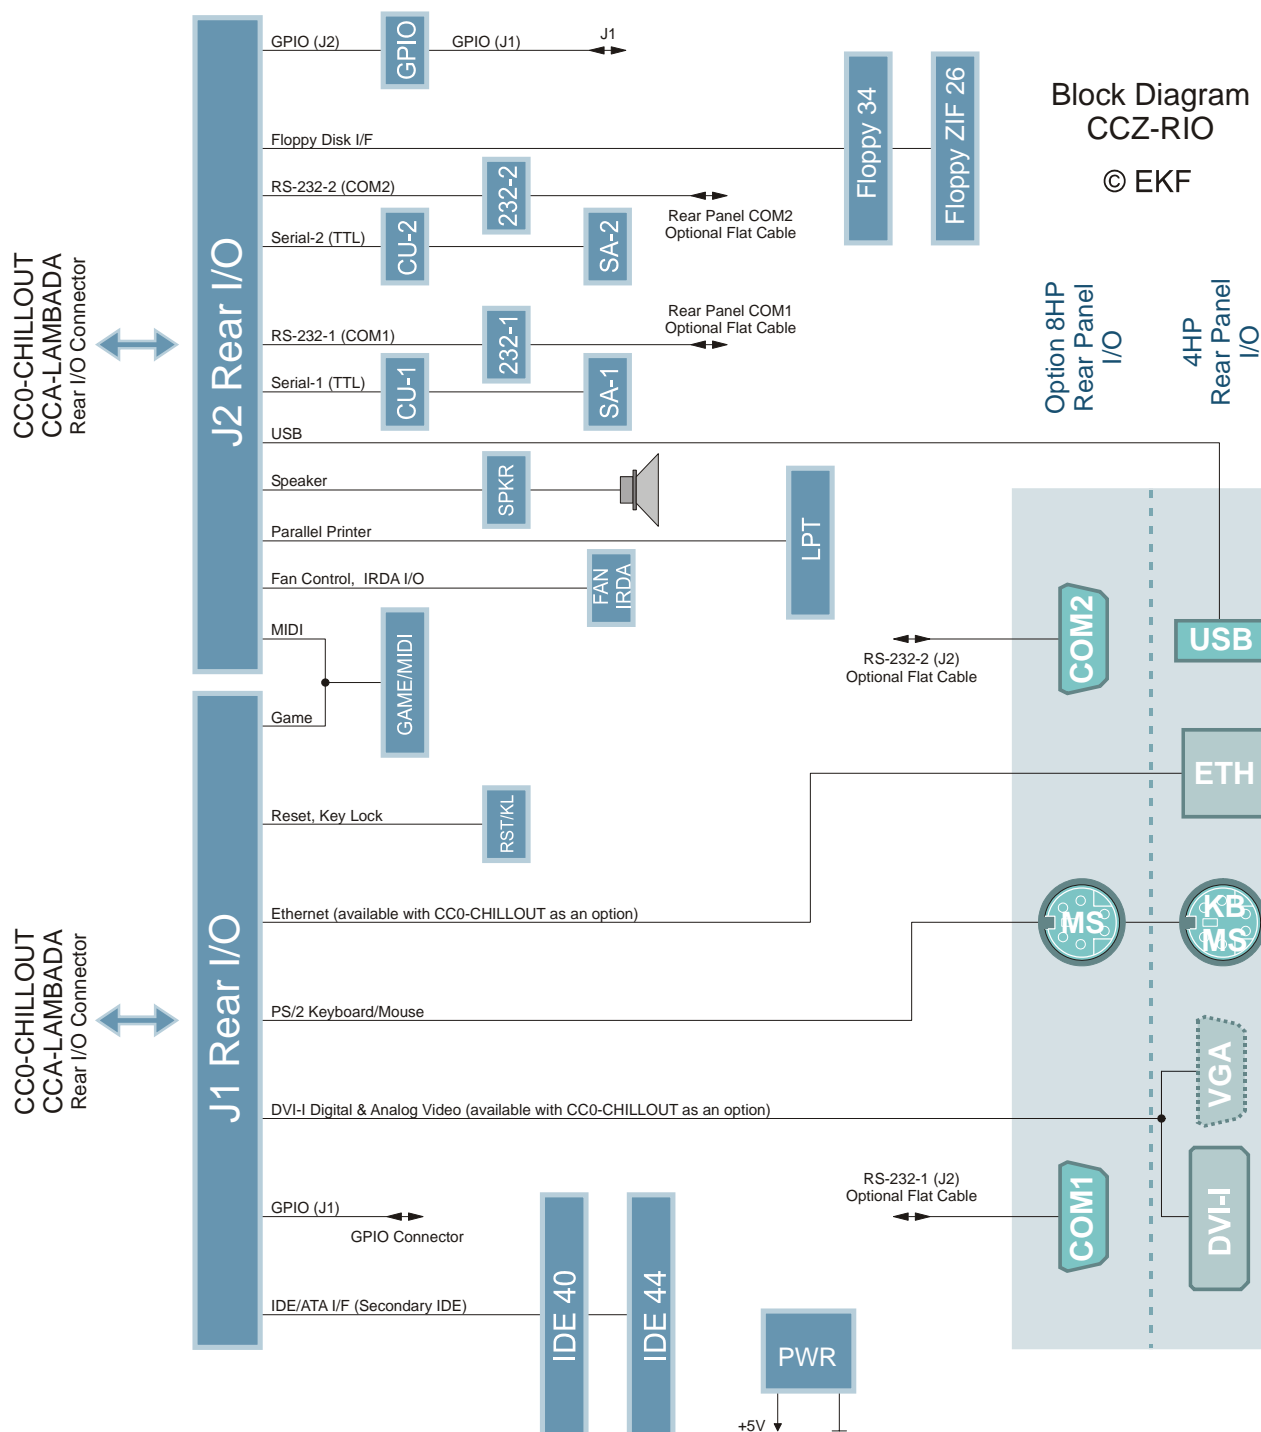 Block Diagram
CCZ-RIO
© EKF
J2 Rear I/O
CC0-CHILLOUT
CCA-LAMBADA
Rear I/O Connector
GPIO (J2)
GPIO
GPIO (J1)
J1
Floppy Disk I/F
Floppy 34
Floppy ZIF 26
RS-232-2 (COM2)
232-2
Rear Panel COM2
Optional Flat Cable
Serial-2 (TTL)
CU-2
SA-2
RS-232-1 (COM1)
232-1
Rear Panel COM1
Optional Flat Cable
Serial-1 (TTL)
CU-1
SA-1
USB
Speaker
SPKR
Parallel Printer
LPT
Fan Control, IRDA I/O
FAN
IRDA
MIDI
GAME/MIDI
Game
Option 8HP
Rear Panel
I/O
4HP
Rear Panel
I/O
COM2
RS-232-2 (J2)
Optional Flat Cable
USB
ETH
J1 Rear I/O
CC0-CHILLOUT
CCA-LAMBADA
Rear I/O Connector
Reset, Key Lock
RST/KL
Ethernet (available with CC0-CHILLOUT as an option)
MS
KB
MS
PS/2 Keyboard/Mouse
VGA
DVI-I Digital & Analog Video (available with CC0-CHILLOUT as an option)
DVI-I
COM1
RS-232-1 (J2)
Optional Flat Cable
GPIO (J1)
GPIO Connector
IDE/ATA I/F (Secondary IDE)
IDE 40
IDE 44
PWR
+5V